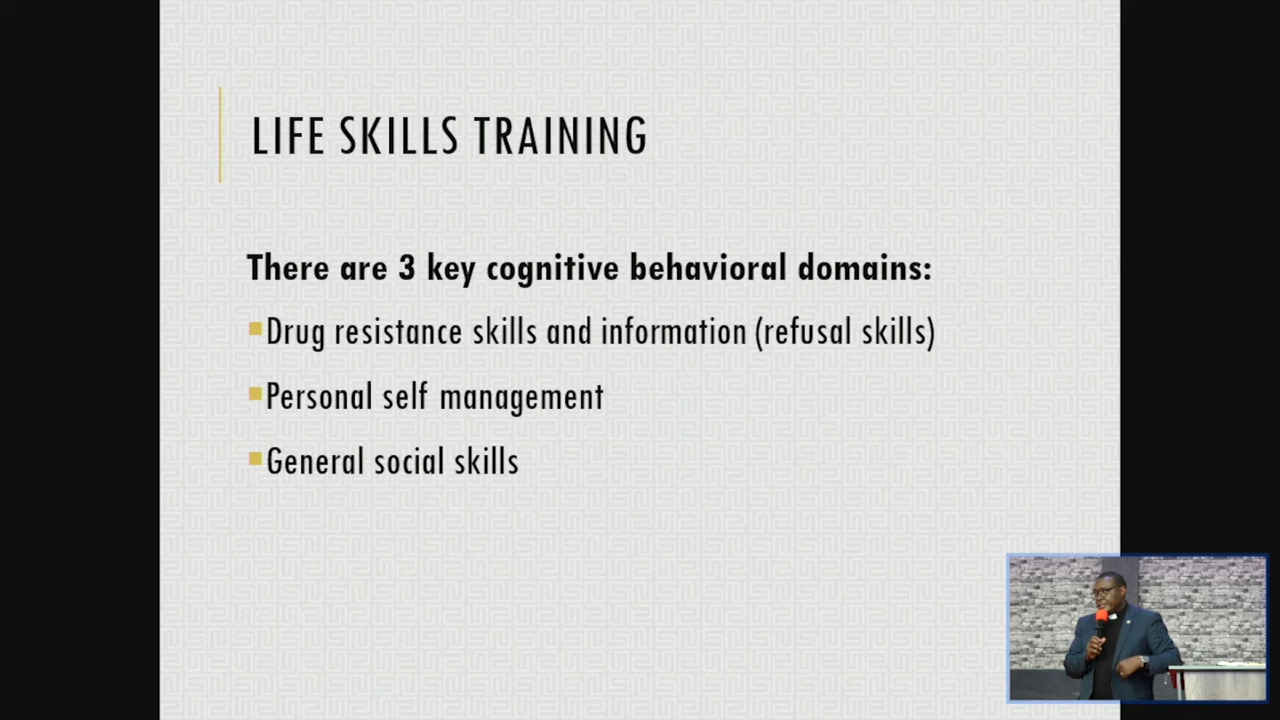 LIFE SKILLS TRAINING
There are 3 key cognitive behavioral domains:
Drug resistance skills and information (refusal skills)
Personal self management
General social skills